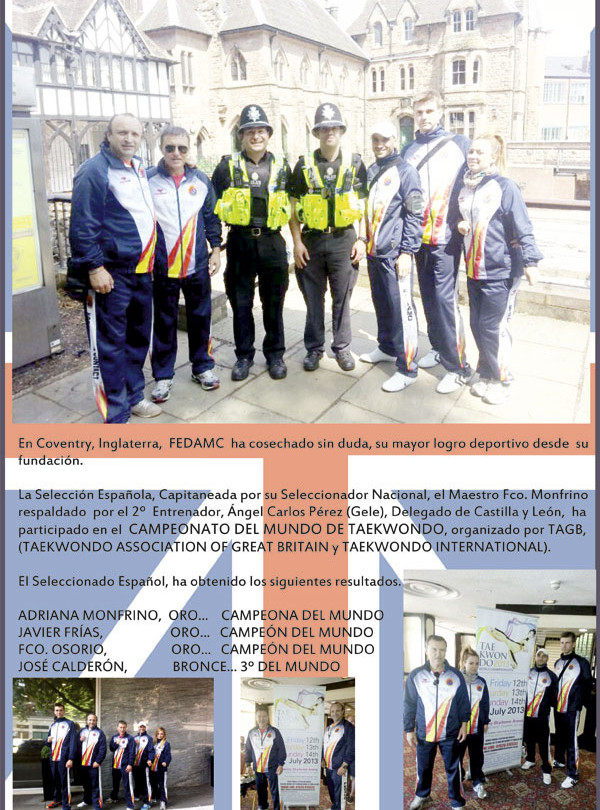 En Coventry, Inglaterra, FEDAMC ha cosechado sin duda, su mayor logro deportivo desde su
fundación.
La Selección Española, Capitaneada por su Seleccionador Nacional, el Maestro Fco. Monfrino
respaldado por el 2º Entrenador, Ángel Carlos Pérez (Gele), Delegado de Castilla y León, ha
participado en el CAMPEONATO DEL MUNDO DE TAEKWONDO, organizado por TAGB,
(TAEKWONDO ASSOCIATION OF GREAT BRITAIN y TAEKWONDO INTERNATIONAL).
El Seleccionado Español, ha obtenido los siguientes resultados.
ADRIANA MONFRINO, ORO... CAMPEONA DEL MUNDO
JAVIER FRÍAS, ORO... CAMPEÓN DEL MUNDO
FCO. OSORIO, ORO... CAMPEÓN DEL MUNDO
JOSÉ CALDERÓN, BRONCE... 3º DEL MUNDO
TAE
KWON
DO
Friday 12th
Saturday 13th
Sunday 14th
July 2013
12th
13th
14th
July 2013